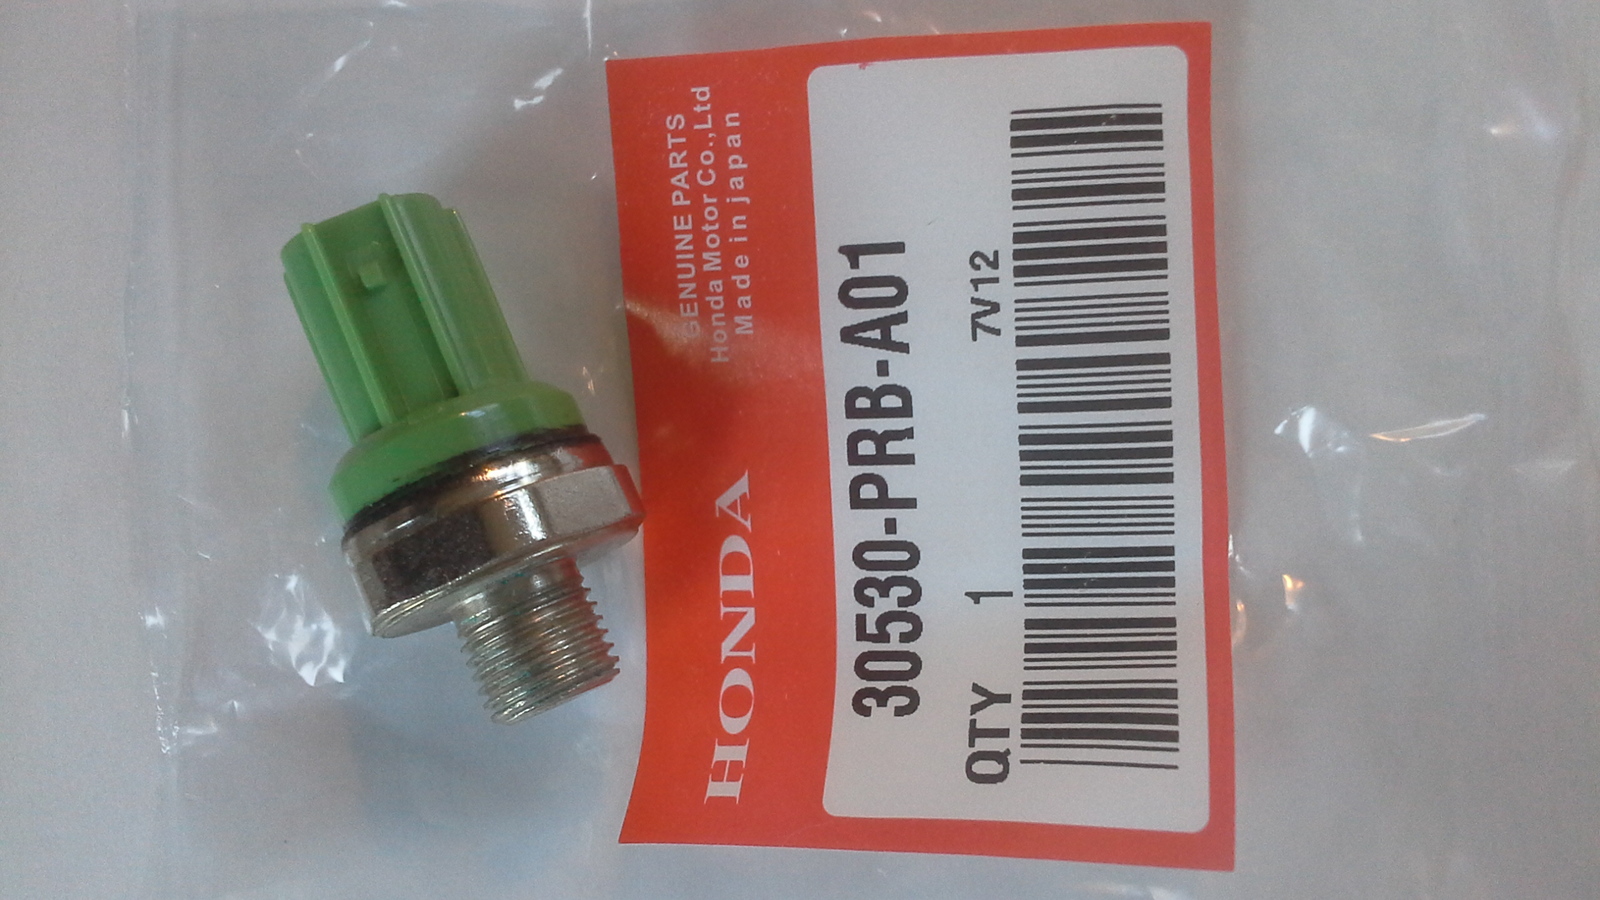 GENUINE PARTS
Honda Motor Co.,Ltd
Made in japan
HONDA
30530-PRB-A01
QTY 1 7V12